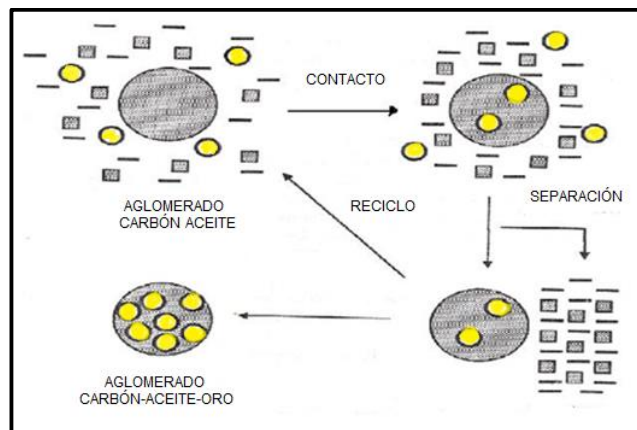 CONTACTO
AGLOMERADO
CARBÓN ACEITE
RECICLO
SEPARACIÓN
AGLOMERADO
CARBÓN-ACEITE-ORO